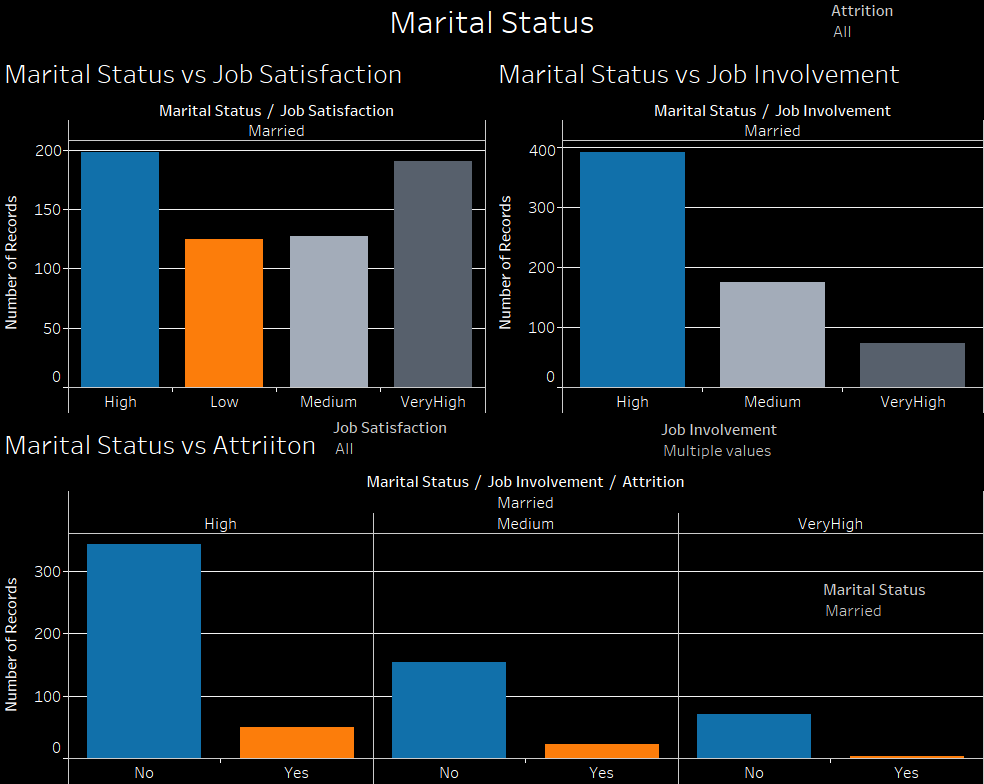 Marital Status
Attrition
All
Marital Status vs Job Satisfaction
Marital Status / Job Satisfaction
Married
Number of Records
200
150
100
50
0
High Low Medium VeryHigh
Marital Status vs Job Involvement
Marital Status / Job Involvement
Married
Number of Records
400
300
200
100
0
High Medium VeryHigh
Marital Status vs Attriiton
Job Satisfaction
All
Job Involvement
Multiple values
Marital Status / Job Involvement / Attrition
Married
High Medium VeryHigh
Number of Records
300
200
100
0
Marital Status
Married
No Yes No Yes No Yes